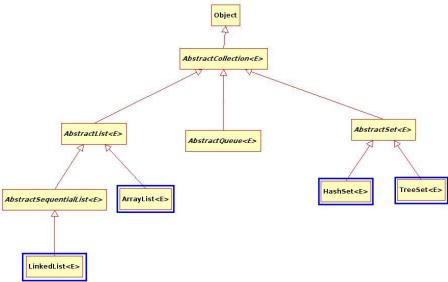 Object
AbstractCollection<E>
AbstractList<E>
AbstractQueue<E>
AbstractSet<E>
AbstractSequentialList<E>
ArrayList<E>
HashSet<E>
TreeSet<E>
LinkedList<E>